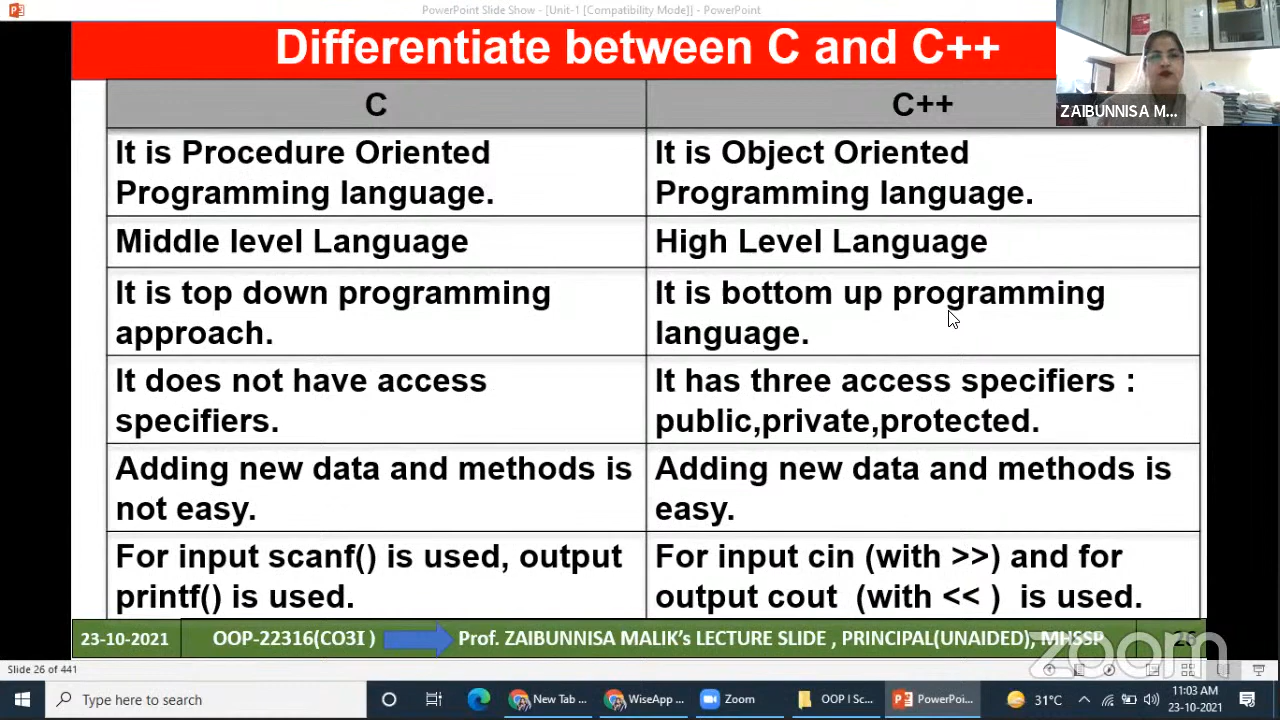 PowerPoint Slide Show - [Unit-1 [Compatibility Mode]] - PowerPoint
Differentiate between C and C++
ZAIBUNNISA M...
C
C++
It is Procedure Oriented
Programming language.
It is Object Oriented
Programming language.
Middle level Language
High Level Language
It is top down programming
approach.
It is bottom up programming
language.
It does not have access
specifiers.
It has three access specifiers :
public,private,protected.
Adding new data and methods is
not easy.
Adding new data and methods is
easy.
For input scanf() is used, output
printf() is used.
For input cin (with >>) and for
output cout (with << ) is used.
23-10-2021
OOP-22316(CO3I )
Prof. ZAIBUNNISA MALIK's LECTURE SLIDE , PRINCIPAL(UNAIDED), MHSSP
26
zoom
Slide 26 of 441
Type here to search
New Tab ...
WiseApp ...
Zoom
OOP I Sc...
PowerPoi...
31°C
11:03 AM
23-10-2021